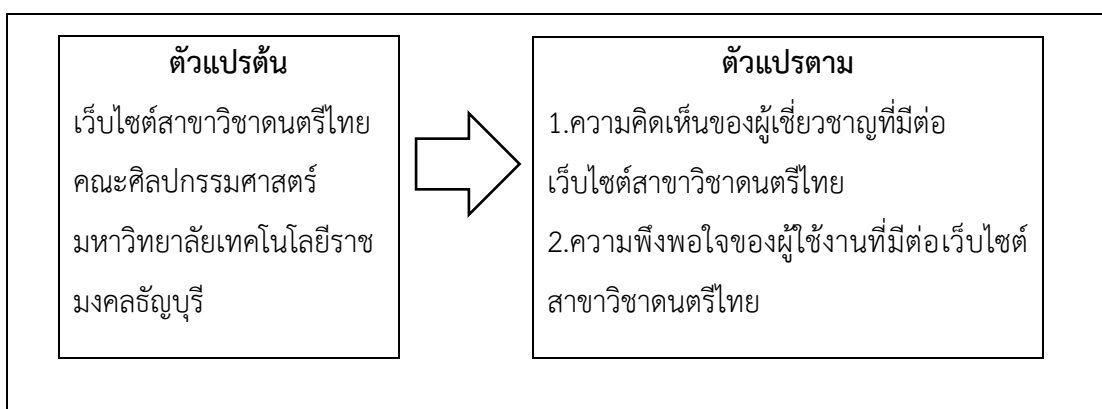 ตัวแปรต้น
เว็บไซต์สาขาวิชาดนตรีไทย
คณะศิลปกรรมศาสตร์
มหาวิทยาลัยเทคโนโลยีราช
มงคลธัญบุรี
ตัวแปรตาม
1.ความคิดเห็นของผู้เชี่ยวชาญที่มีต่อ
เว็บไซต์สาขาวิชาดนตรีไทย
2.ความพึงพอใจของผู้ใช้งานที่มีต่อเว็บไซต์
สาขาวิชาดนตรีไทย